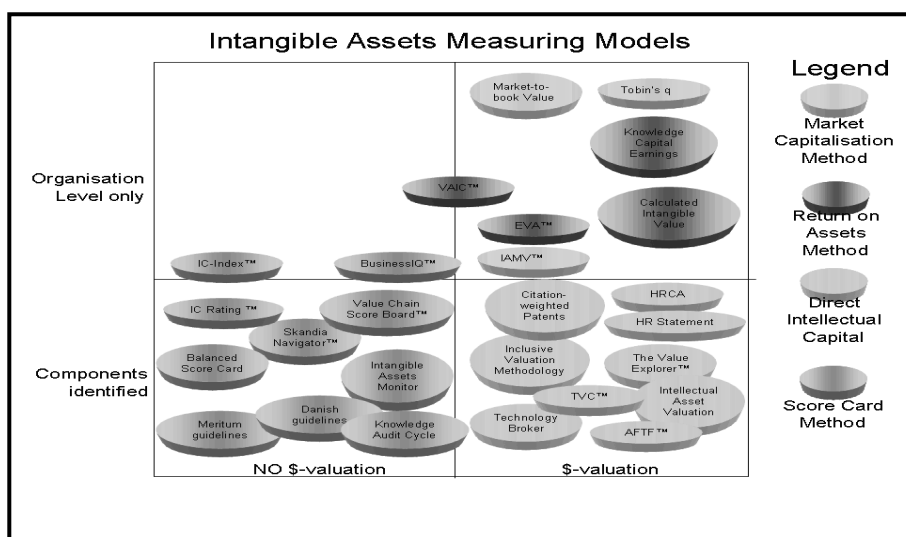 Intangible Assets Measuring Models
Legend
Market
Capitalisation
Method
Return on
Assets
Method
Direct
Intellectual
Capital
Score Card
Method
Organisation
Level only
Components
identified
Market-to-
book Value
Tobin's q
Knowledge
Capital
Earnings
VAIC™
Calculated
Intangible
Value
EVA™
IAMV™
IC-Index™
BusinessIQ™
IC Rating ™
Value Chain
Score Board™
Skandia
Navigator™
Balanced
Score Card
Intangible
Assets
Monitor
Meritum
guidelines
Danish
guidelines
Knowledge
Audit Cycle
Citation-
weighted
Patents
HRCA
HR Statement
Inclusive
Valuation
Methodology
The Value
Explorer™
TVC™
Intellectual
Asset
Valuation
Technology
Broker
AFTF™
NO $-valuation
$-valuation